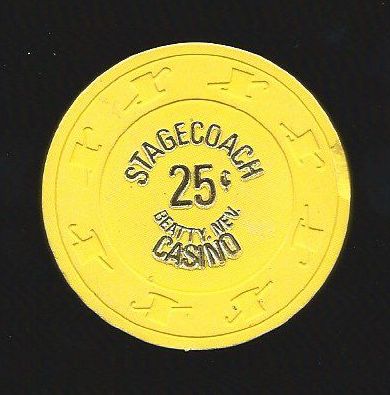 STAGECOACH
25¢
BEATTY, NEV.
CASINO